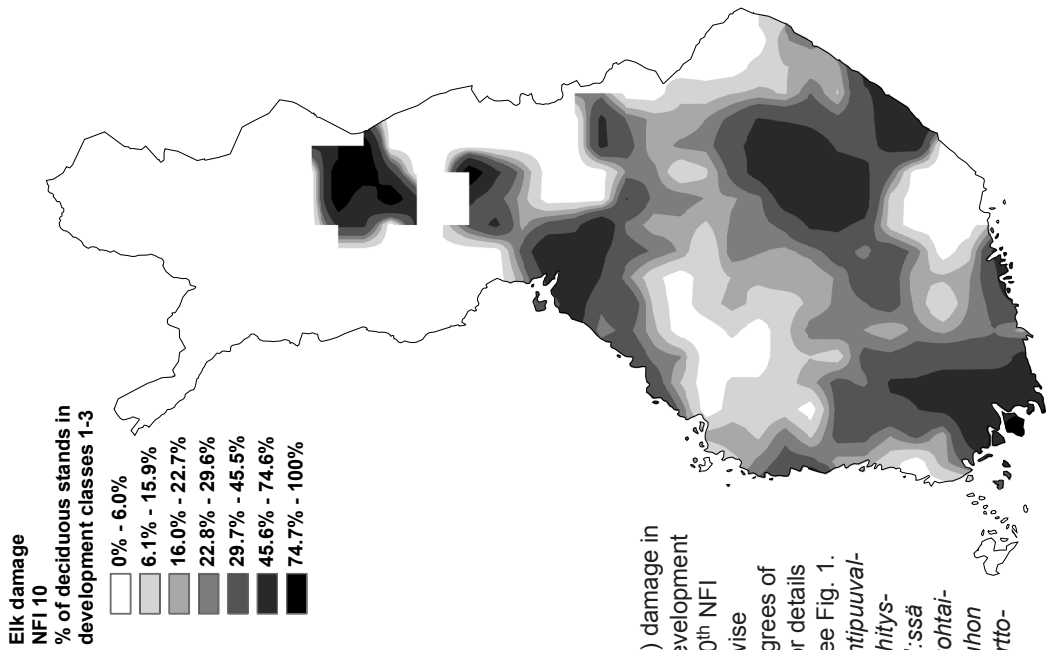 Elk damage
NFI 10
% of deciduous stands in
development classes 1-3
0% - 6.0%
6.1% - 15.9%
16.0% - 22.7%
22.8% - 29.6%
29.7% - 45.5%
45.6% - 74.6%
74.7% - 100%
) damage in
evelopment
0th NFI
wise
grees of
r details
ee Fig. 1.
ntipuuval-
hitys-
:ssä
ohtai-
uhon
rtto-